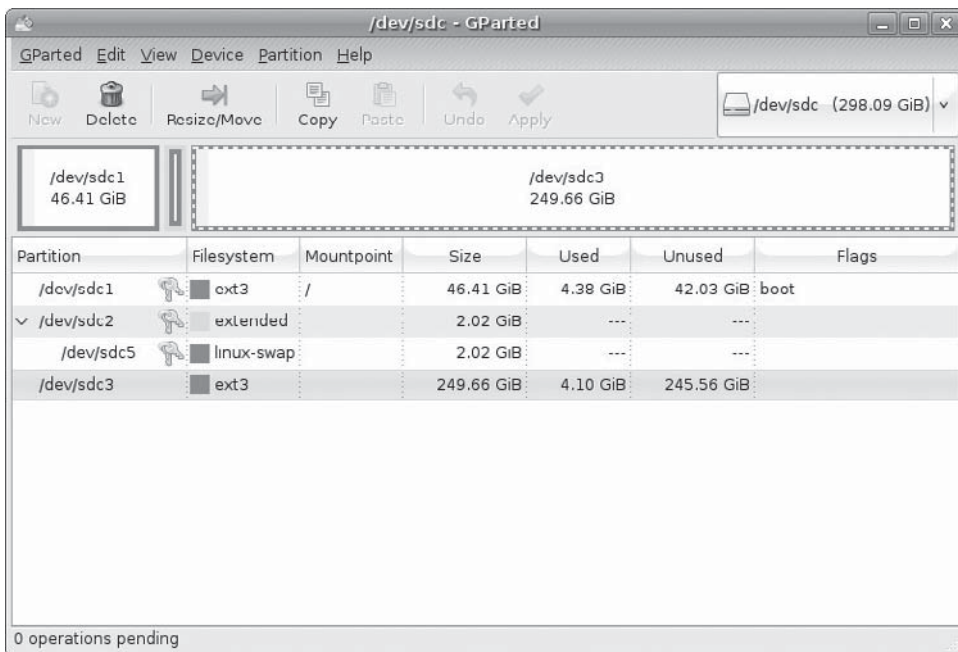 /dev/sdc - GParted
GParted Edit View Device Partition Help
New Delete Resize/Move Copy Paste Undo Apply /dev/sdc (298.09 GiB)
/dev/sdc1 /dev/sdc3
46.41 GiB 249.66 GiB
Partition Filesystem Mountpoint Size Used Unused Flags
/dev/sdc1 ext3 / 46.41 GiB 4.38 GiB 42.03 GiB boot
/dev/sdc2 extended 2.02 GiB --- ---
/dev/sdc5 linux-swap 2.02 GiB --- ---
/dev/sdc3 ext3 249.66 GiB 4.10 GiB 245.56 GiB
0 operations pending